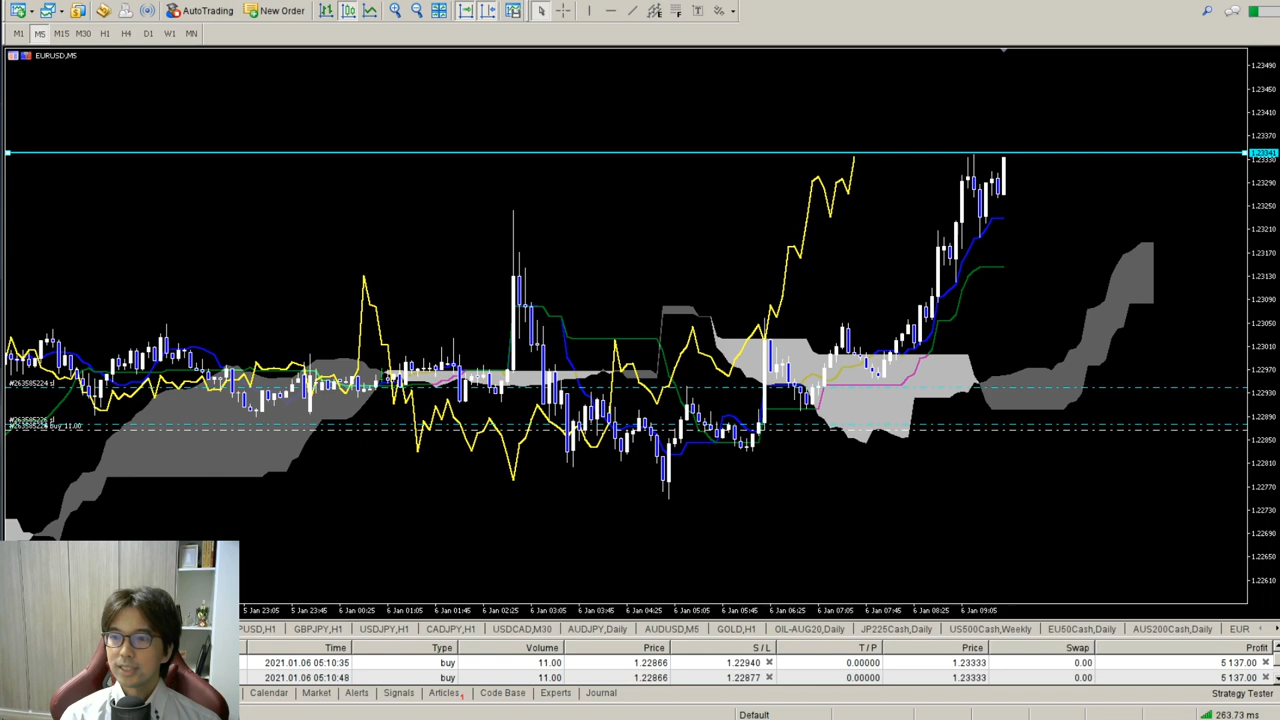 AutoTrading New Order
M1 M5 M15 M30 H1 H4 D1 W1 MN
EURUSD,M5
1.23490
1.23450
1.23410
1.23370
1.23341
1.23330
1.23290
1.23250
1.23210
1.23170
1.23130
1.23090
1.23050
1.23010
1.22970
#263585224 sl
1.22930
1.22890
#263585226 sl
1.22850
1.22810
1.22770
1.22730
1.22690
1.22650
1.22610
5 Jan 23:05 5 Jan 23:45 6 Jan 00:25 6 Jan 01:05 6 Jan 01:45 6 Jan 02:25 6 Jan 03:05 6 Jan 03:45 6 Jan 04:25 6 Jan 05:05 6 Jan 05:45 6 Jan 06:25 6 Jan 07:05 6 Jan 07:45 6 Jan 08:25 6 Jan 09:05
PUSD,H1 GBPJPY,H1 USDJPY,H1 CADJPY,H1 USDCAD,M30 AUDJPY,Daily AUDUSD,M5 GOLD,H1 OIL-AUG20,Daily JP225Cash,Daily US500Cash,Weekly EU50Cash,Daily AUS200Cash,Daily EUR
Time Type Volume Price S / L T / P Price Swap Profit
2021.01.06 05:10:35 buy 11.00 1.22866 1.22940 0.00000 1.23333 0.00 5 137.00
2021.01.06 05:10:48 buy 11.00 1.22866 1.22877 0.00000 1.23333 0.00 5 137.00
Calendar Market Alerts Signals Articles 1 Code Base Experts Journal Strategy Tester
Default 263.73 ms